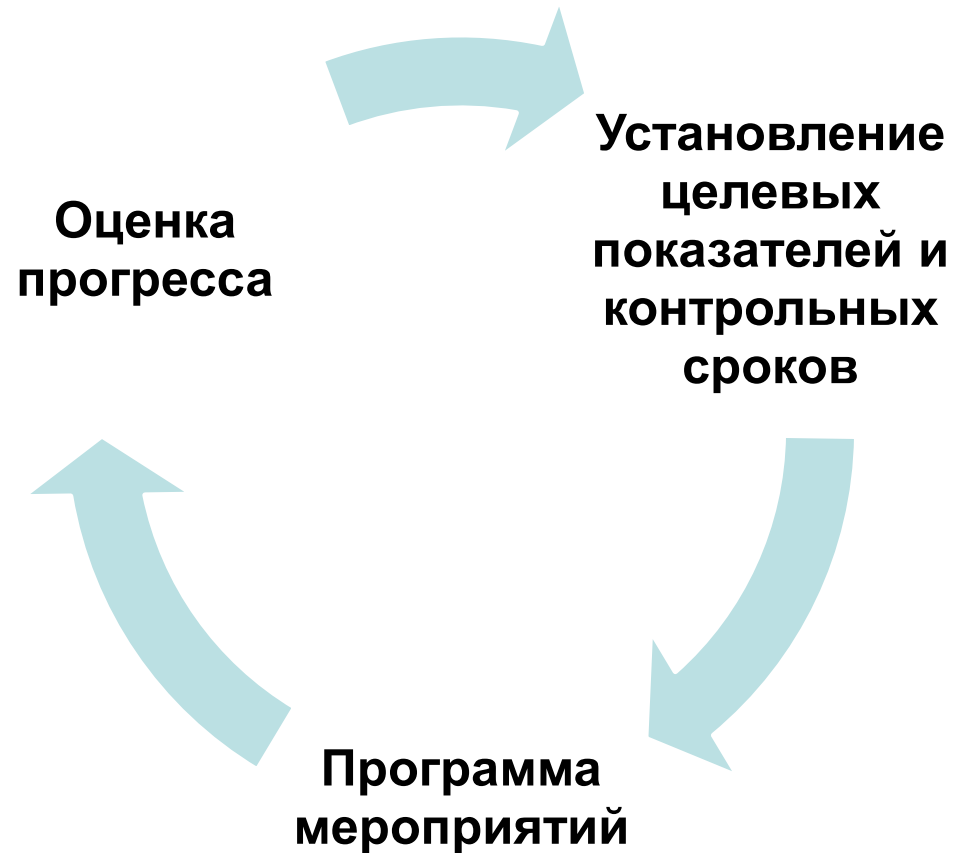 Установление
целевых
показателей и
контрольных
сроков
Оценка
прогресса
Программа
мероприятий